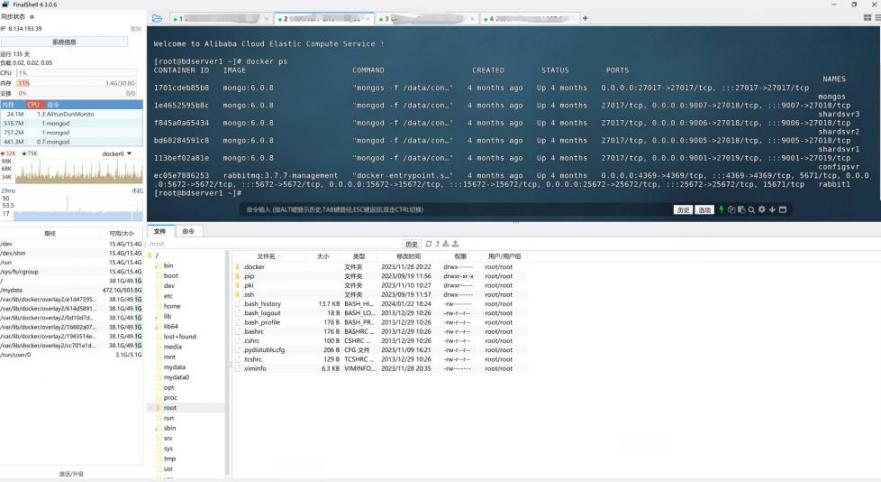 FinalShell 4.3.0.6
同步状态
IP 8.134.193.39
复制
系统信息
运行 135 天
负载 0.02, 0.02, 0.05
CPU 1%
内存 11% 3.4G/30.8G
交换 0% 0/0
内存 CPU 命令
24.1M 1.3 AliYunDunMonito
515.7M 1 mongod
757.2M 1 mongod
441.3M 0.7 mongod
32K 75K docker0
98K
68K
34K
29ms 本机
90
53.5
17
路径 可用/大小
/dev 15.4G/15.4G
/dev/shm 15.4G/15.4G
/run 15.4G/15.4G
/sys/fs/cgroup 15.4G/15.4G
/ 38.1G/49.1G
/mydata 472.1G/503.8G
/var/lib/docker/overlay2/e1d47595... 38.1G/49.1G
/var/lib/docker/overlay2/614d5891... 38.1G/49.1G
/var/lib/docker/overlay2/0d10d7d... 38.1G/49.1G
/var/lib/docker/overlay2/1b602a07... 38.1G/49.1G
/var/lib/docker/overlay2/1943514e... 38.1G/49.1G
/var/lib/docker/overlay2/cc701a1d... 38.1G/49.1G
/run/user/0 3.1G/3.1G
激活/升级
1
2
3
4
+
Welcome to Alibaba Cloud Elastic Compute Service !
[root@bdserver1 ~]# docker ps
CONTAINER ID IMAGE COMMAND CREATED STATUS PORTS
NAMES
1701cdeb85b8 mongo:6.0.8 "mongos -f /data/con…" 4 months ago Up 4 months 0.0.0.0:27017->27017/tcp, :::27017->27017/tcp
mongos
1e4652595b8c mongo:6.0.8 "mongod -f /data/con…" 4 months ago Up 4 months 27017/tcp, 0.0.0.0:9007->27018/tcp, :::9007->27018/tcp
shardsvr3
f845a0a65434 mongo:6.0.8 "mongod -f /data/con…" 4 months ago Up 4 months 27017/tcp, 0.0.0.0:9006->27018/tcp, :::9006->27018/tcp
shardsvr2
bd60284591c8 mongo:6.0.8 "mongod -f /data/con…" 4 months ago Up 4 months 27017/tcp, 0.0.0.0:9005->27018/tcp, :::9005->27018/tcp
shardsvr1
113bef02a81e mongo:6.0.8 "mongod -f /data/con…" 4 months ago Up 4 months 27017/tcp, 0.0.0.0:9001->27019/tcp, :::9001->27019/tcp
configsvr
ec05e7886253 rabbitmq:3.7.7-management "docker-entrypoint.s…" 4 months ago Up 4 months 0.0.0.0:4369->4369/tcp, :::4369->4369/tcp, 5671/tcp, 0.0.0
.0:5672->5672/tcp, :::5672->5672/tcp, 0.0.0.0:15672->15672/tcp, :::15672->15672/tcp, 0.0.0.0:25672->25672/tcp, :::25672->25672/tcp, 15671/tcp rabbit1
[root@bdserver1 ~]#
命令输入 (按ALT键提示历史,TAB键路径,ESC键返回,双击CTRL切换)
历史 选项
文件 命令
/root 历史
/
bin
boot
dev
etc
home
lib
lib64
lost+found
media
mnt
mydata
mydata0
opt
proc
root
run
sbin
srv
sys
tmp
usr
文件名 大小 类型 修改时间 权限 用户/用户组
.docker 文件夹 2023/11/28 20:22 drwx------ root/root
.pip 文件夹 2023/09/19 11:56 drwxr-xr-x root/root
.pki 文件夹 2023/11/10 10:27 drwxr----- root/root
.ssh 文件夹 2023/09/19 11:57 drwx------ root/root
.bash_history 13.7 KB BASH_HI... 2024/01/22 18:24 -rw------- root/root
.bash_logout 18 B BASH_LO... 2013/12/29 10:26 -rw-r--r-- root/root
.bash_profile 176 B BASH_PR... 2013/12/29 10:26 -rw-r--r-- root/root
.bashrc 176 B BASHRC ... 2013/12/29 10:26 -rw-r--r-- root/root
.cshrc 100 B CSHRC ... 2013/12/29 10:26 -rw-r--r-- root/root
.pydistutils.cfg 206 B CFG 文件 2023/11/09 16:21 -rw-r--r-- root/root
.tcshrc 129 B TCSHRC ... 2013/12/29 10:26 -rw-r--r-- root/root
.viminfo 6.3 KB VIMINFO... 2023/11/28 20:35 -rw------- root/root